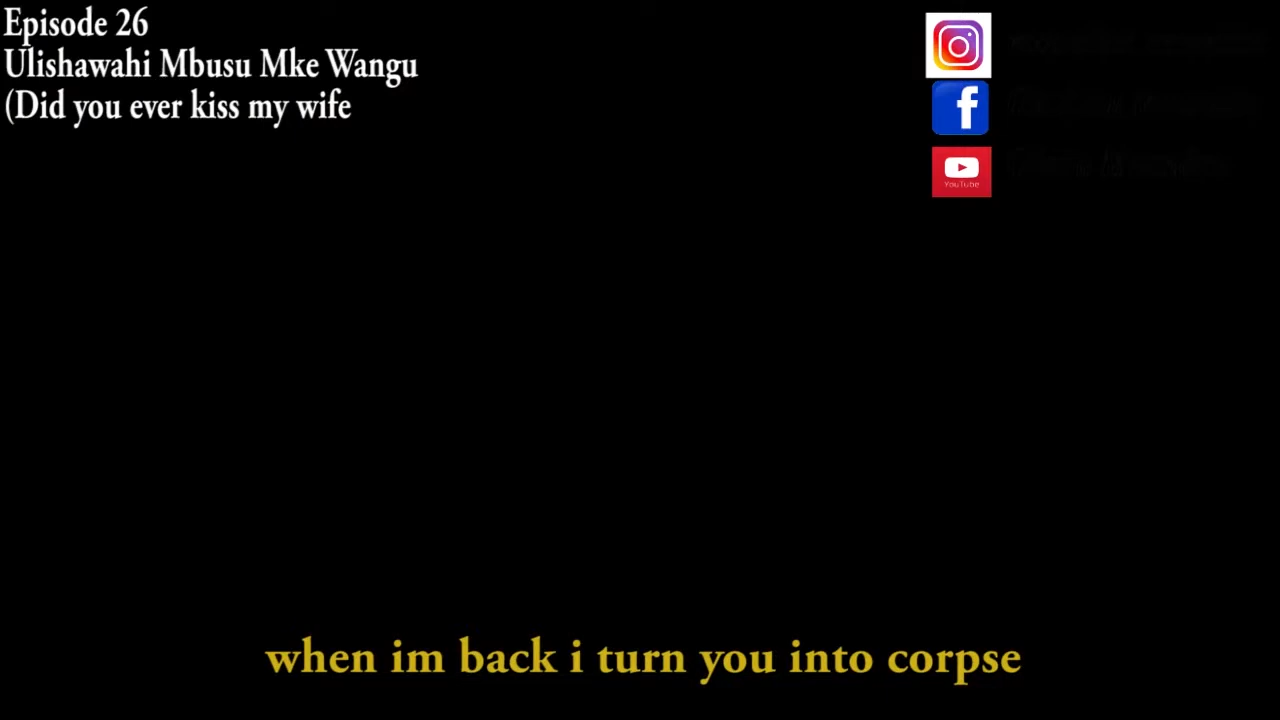 Episode 26
Ulishawahi Mbusu Mke Wangu
(Did you ever kiss my wife
YouTube
when im back i turn you into corpse